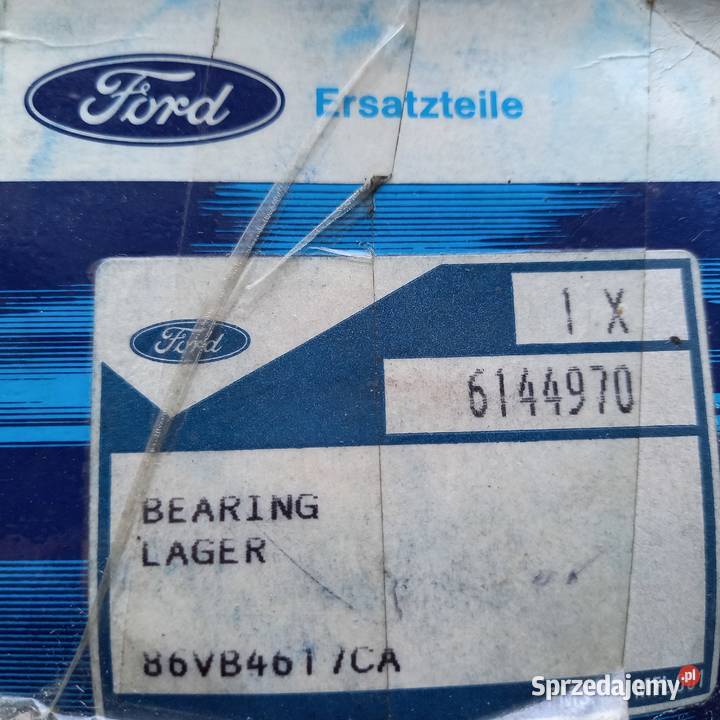 Ford Ersatzteile
Ford
1 X
6144970
BEARING
LAGER
86VB4617CA
Sprzedajemy.pl